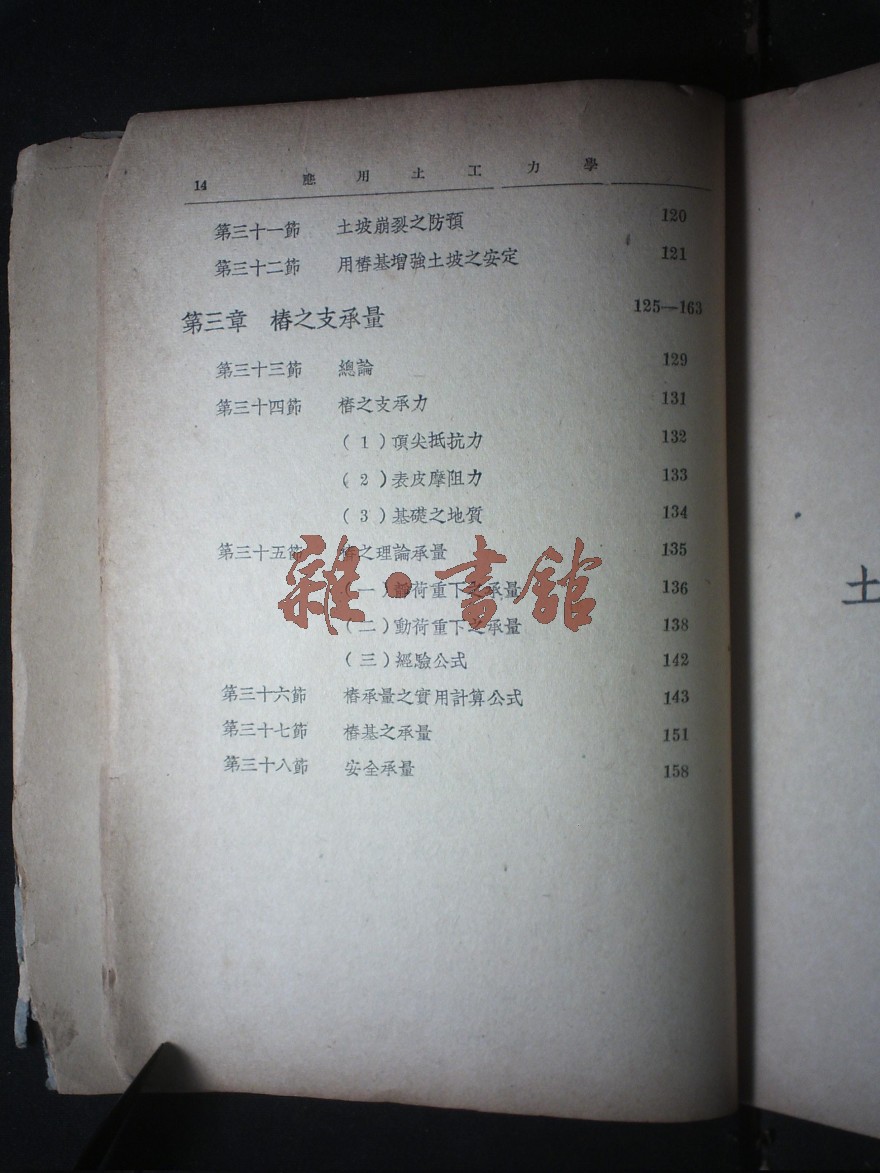 14 應用土工力學
第三十一節 土坡崩裂之防預 120
第三十二節 用樁基增強土坡之安定 121
第三章 樁之支承量 125—163
第三十三節 總論 129
第三十四節 樁之支承力 131
(1)頂尖抵抗力 132
(2)表皮摩阻力 133
(3)基礎之地質 134
第三十五節 樁之理論承量 135
(一)靜荷重下之承量 136
(二)動荷重下之承量 138
(三)經驗公式 142
第三十六節 樁承量之實用計算公式 143
第三十七節 樁基之承量 151
第三十八節 安全承量 158
雜·書館
土